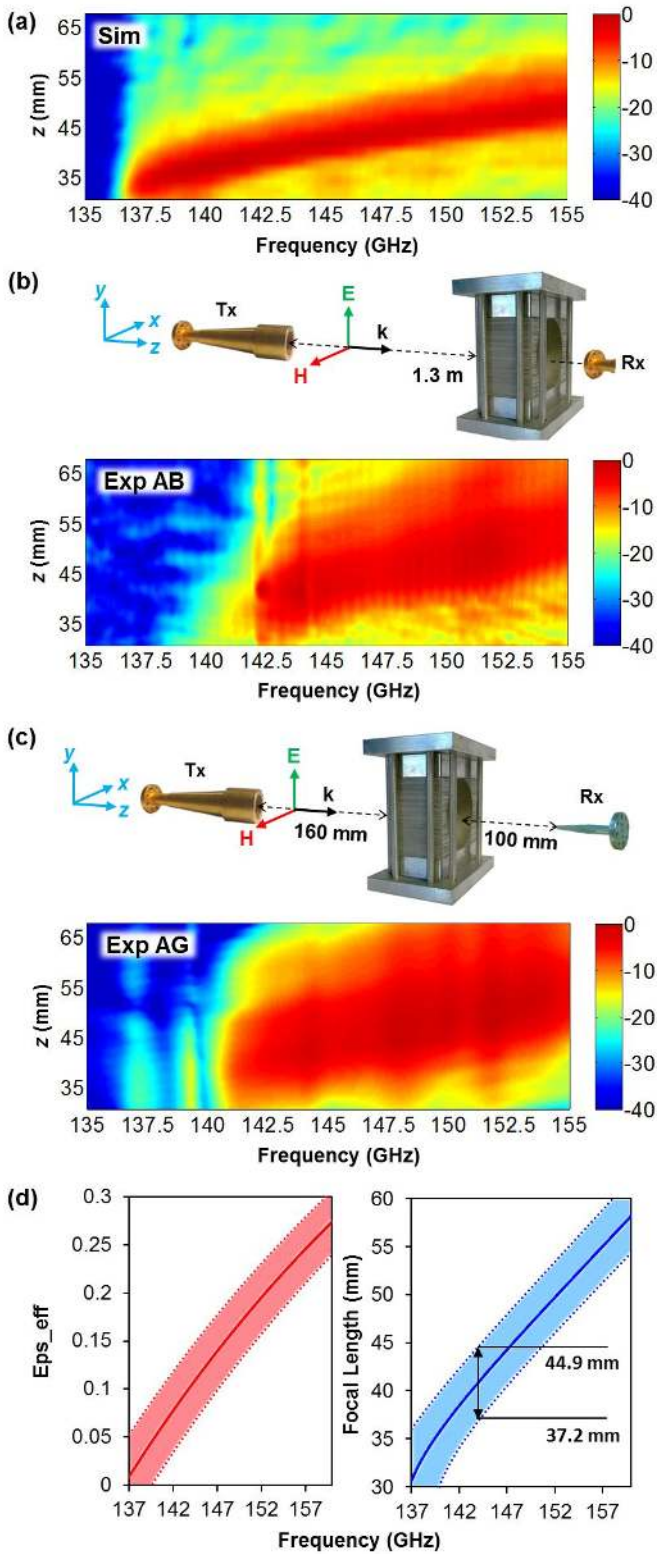 (a)
Sim
65
55
45
35
z (mm)
135 137.5 140 142.5 145 147.5 150 152.5 155
Frequency (GHz)
0
-10
-20
-30
-40
(b)
y
x
z
Tx
E
k
H
1.3 m
Rx
Exp AB
65
55
45
35
z (mm)
135 137.5 140 142.5 145 147.5 150 152.5 155
Frequency (GHz)
0
-10
-20
-30
-40
(c)
y
x
z
Tx
E
k
H
160 mm
100 mm
Rx
Exp AG
65
55
45
35
z (mm)
135 137.5 140 142.5 145 147.5 150 152.5 155
Frequency (GHz)
0
-10
-20
-30
-40
(d)
0.3
0.25
0.2
0.15
0.1
0.05
0
Eps_eff
137 142 147 152 157
60
55
50
45
40
35
30
Focal Length (mm)
44.9 mm
37.2 mm
137 142 147 152 157
Frequency (GHz)